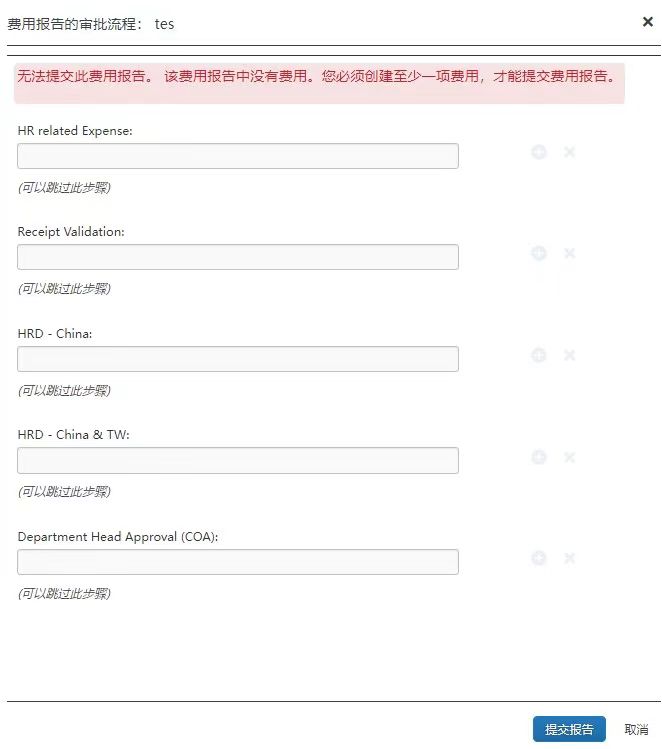 费用报告的审批流程： tes
无法提交此费用报告。 该费用报告中没有费用。您必须创建至少一项费用，才能提交费用报告。
HR related Expense:
(可以跳过此步骤)
Receipt Validation:
(可以跳过此步骤)
HRD - China:
(可以跳过此步骤)
HRD - China & TW:
(可以跳过此步骤)
Department Head Approval (COA):
(可以跳过此步骤)
提交报告 取消